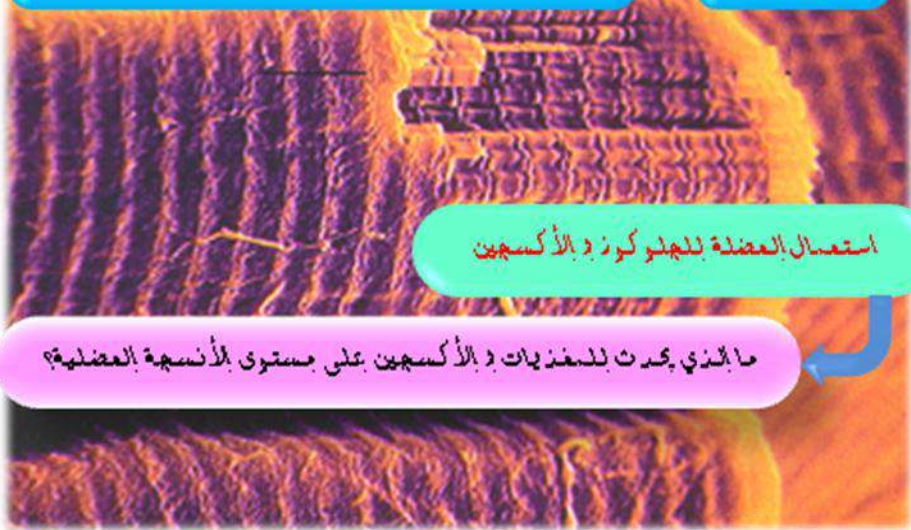 استعمال العضلة للجلوكوز و الأكسجين
ما الذي يحدث للمغذيات و الأكسجين على مستوى الأنسجة العضلية؟